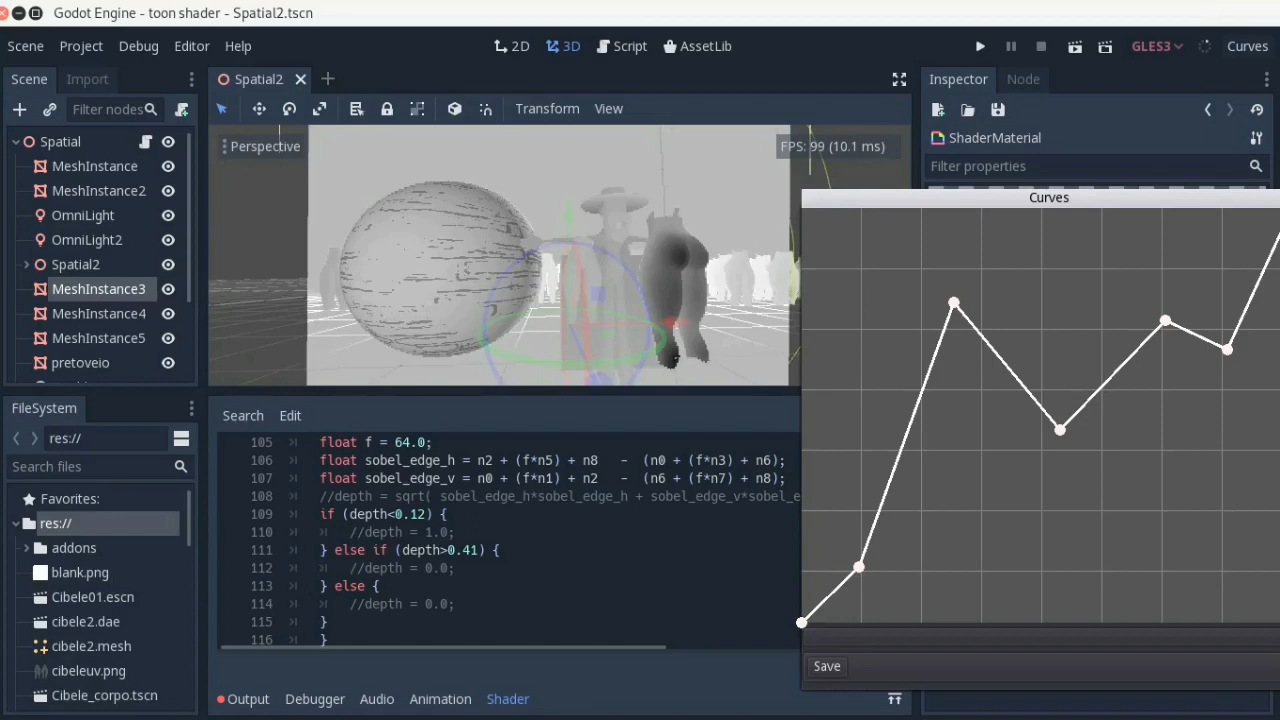 Godot Engine - toon shader - Spatial2.tscn
Scene Project Debug Editor Help
2D 3D Script AssetLib
GLES3 Curves
Scene Import
Spatial2
Inspector Node
Filter nodes
Transform View
ShaderMaterial
Filter properties
Spatial
MeshInstance
MeshInstance2
OmniLight
OmniLight2
Spatial2
MeshInstance3
MeshInstance4
MeshInstance5
pretoveio
Perspective
FPS: 99 (10.1 ms)
Curves
Save
FileSystem
res://
Search files
Favorites:
res://
addons
blank.png
Cibele01.escn
cibele2.dae
cibele2.mesh
cibeleuv.png
Cibele_corpo.tscn
Search Edit
105 float f = 64.0;
106 float sobel_edge_h = n2 + (f*n5) + n8 - (n0 + (f*n3) + n6);
107 float sobel_edge_v = n0 + (f*n1) + n2 - (n6 + (f*n7) + n8);
108 //depth = sqrt( sobel_edge_h*sobel_edge_h + sobel_edge_v*sobel_e
109 if (depth<0.12) {
110 //depth = 1.0;
111 } else if (depth>0.41) {
112 //depth = 0.0;
113 } else {
114 //depth = 0.0;
115 }
116 }
Output Debugger Audio Animation Shader